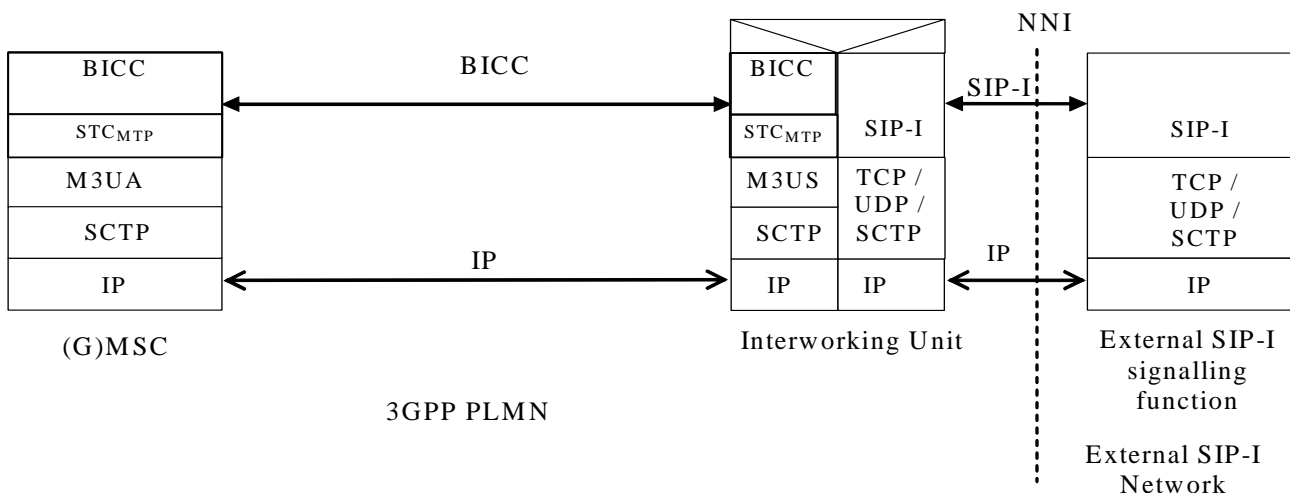 NNI
BICC
BICC
BICC
SIP-I
STCMTP
STCMTP
SIP-I
SIP-I
M3UA
M3US
TCP /
UDP /
SCTP
TCP /
UDP /
SCTP
SCTP
SCTP
IP
IP
IP
IP
IP
IP
(G)MSC
Interworking Unit
External SIP-I
signalling
function
3GPP PLMN
External SIP-I
Network